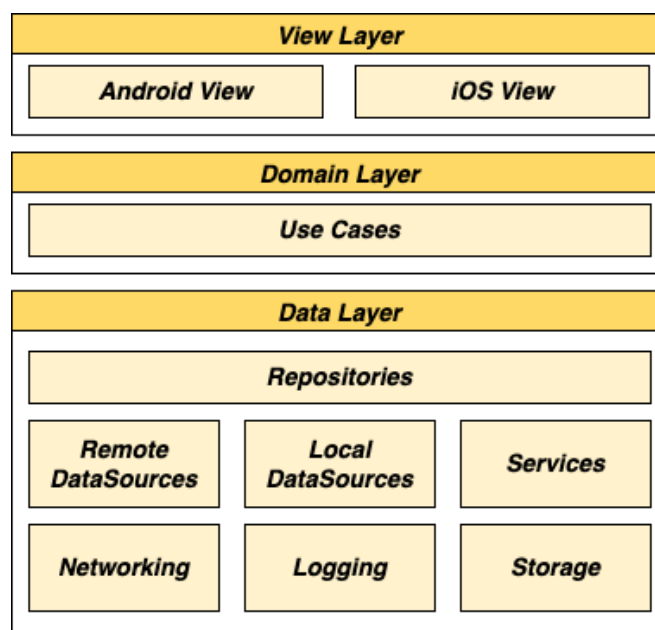 View Layer
Android View
iOS View
Domain Layer
Use Cases
Data Layer
Repositories
Remote
DataSources
Local
DataSources
Services
Networking
Logging
Storage